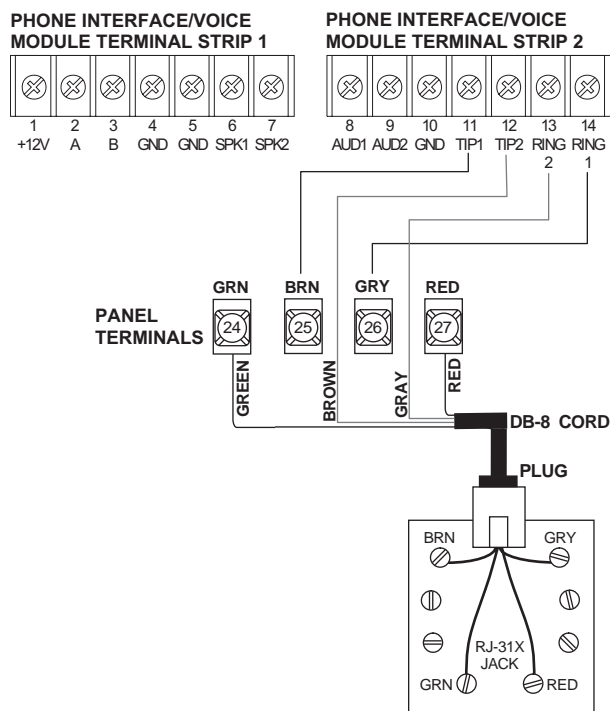 PHONE INTERFACE/VOICE
MODULE TERMINAL STRIP 1
PHONE INTERFACE/VOICE
MODULE TERMINAL STRIP 2
1 2 3 4 5 6 7
+12V A B GND GND SPK1 SPK2
8 9 10 11 12 13 14
AUD1 AUD2 GND TIP1 TIP2 RING RING
2 1
GRN BRN GRY RED
PANEL
TERMINALS
24 25 26 27
GREEN
BROWN
GRAY
RED
DB-8 CORD
PLUG
BRN GRY
RJ-31X
JACK
GRN RED